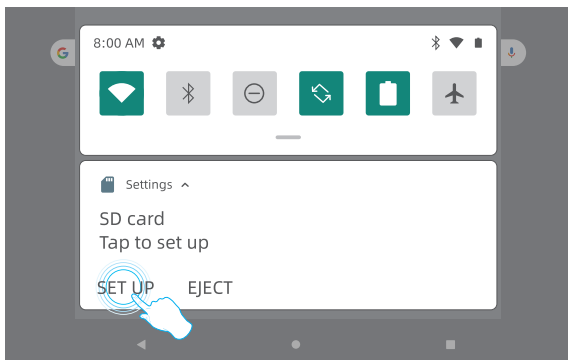 8:00 AM
G
Settings
SD card
Tap to set up
SET UP EJECT